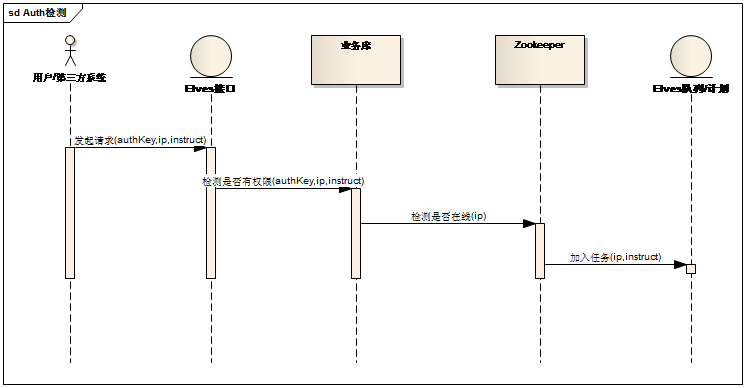 sd Auth检测
用户/第三方系统
Elves接口
业务库
Zookeeper
Elves队列/计划
发起请求(authKey,ip,instruct)
检测是否有权限(authKey,ip,instruct)
检测是否在线(ip)
加入任务(ip,instruct)